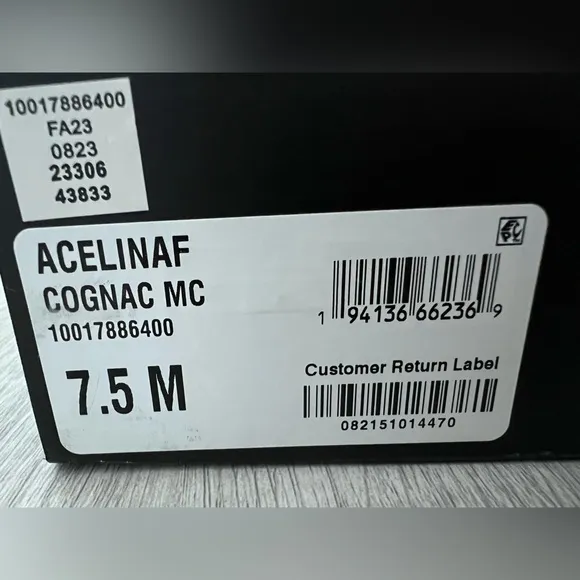 10017886400
FA23
0823
23306
43833
ACELINAF
COGNAC MC
10017886400
7.5 M
1 94136 66236 9
Customer Return Label
082151014470